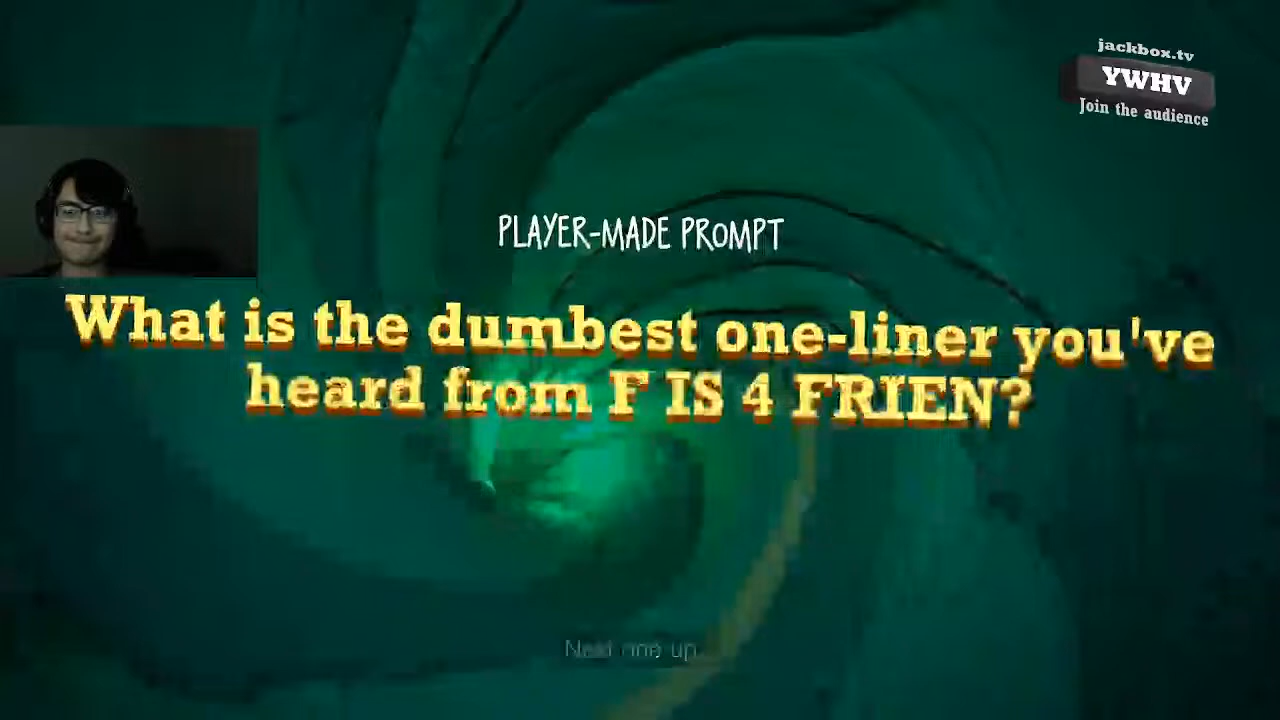 jackbox.tv
YWHV
Join the audience
PLAYER-MADE PROMPT
What is the dumbest one-liner you've
heard from F IS 4 FRIEN?
Next one up